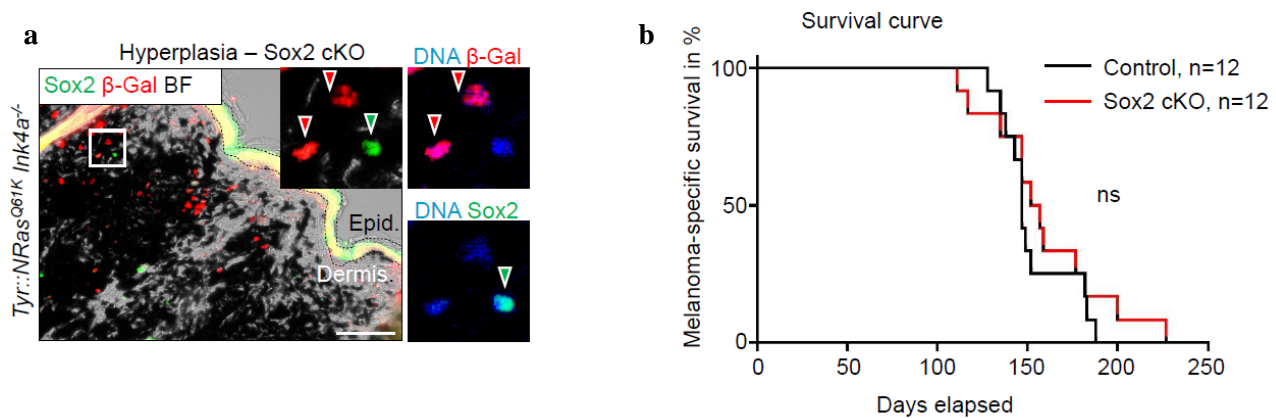 a
Hyperplasia – Sox2 cKO
Sox2 β-Gal BF
DNA β-Gal
DNA Sox2
Epid.
Dermis.
Tyr::NRasQ61K Ink4a-/-
b
Survival curve
Control, n=12
Sox2 cKO, n=12
ns
Melanoma-specific survival in %
100
50
0
0 50 100 150 200 250
Days elapsed